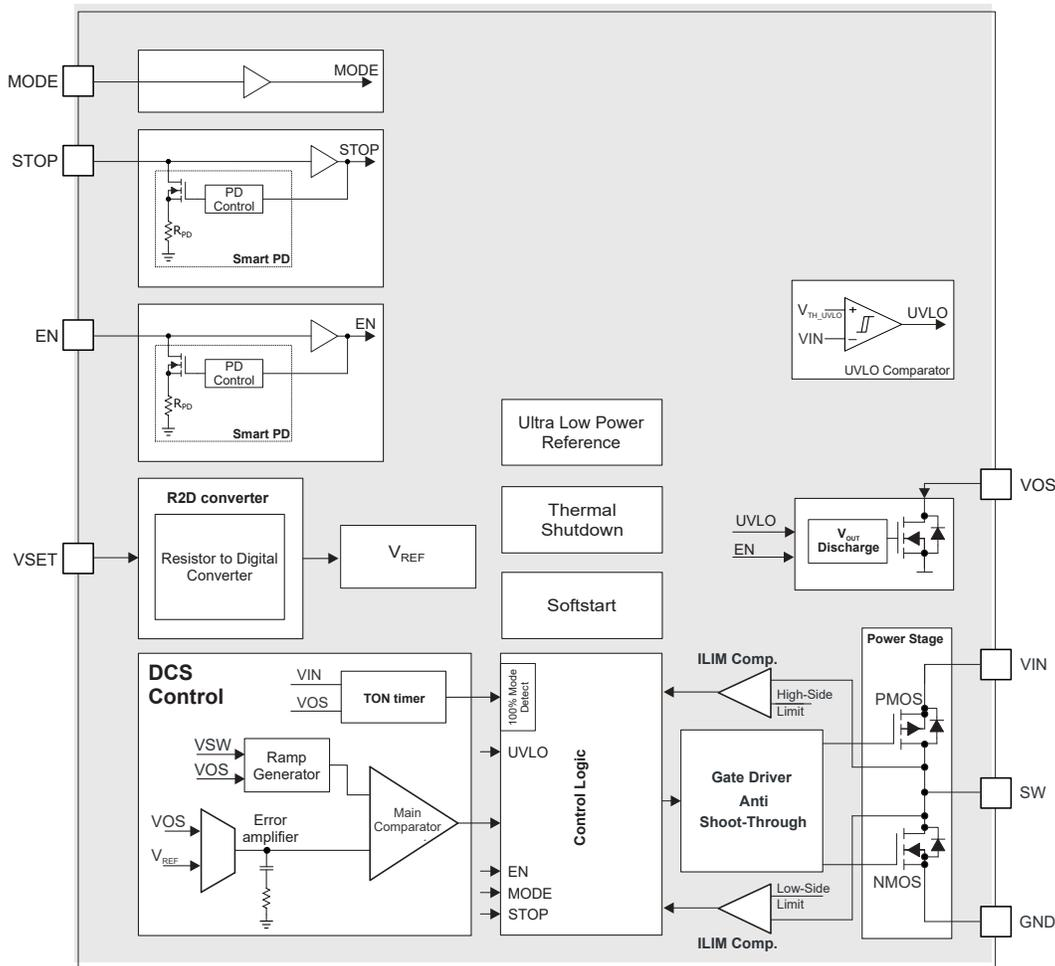 MODE
MODE
STOP
STOP
PD
Control
RPD
Smart PD
EN
EN
PD
Control
RPD
Smart PD
VTH_UVLO
+
UVLO
VIN
−
UVLO Comparator
Ultra Low Power
Reference
Thermal
Shutdown
Softstart
R2D converter
Resistor to Digital
Converter
VSET
VREF
VOS
UVLO
EN
VOUT
Discharge
DCS
Control
VIN
VOS
TON timer
VSW
VOS
Ramp
Generator
VOS
VREF
Error
amplifier
Main
Comparator
100% Mode
Detect
UVLO
Control Logic
EN
MODE
STOP
ILIM Comp.
High-Side
Limit
Gate Driver
Anti
Shoot-Through
Low-Side
Limit
ILIM Comp.
Power Stage
PMOS
NMOS
VIN
SW
GND